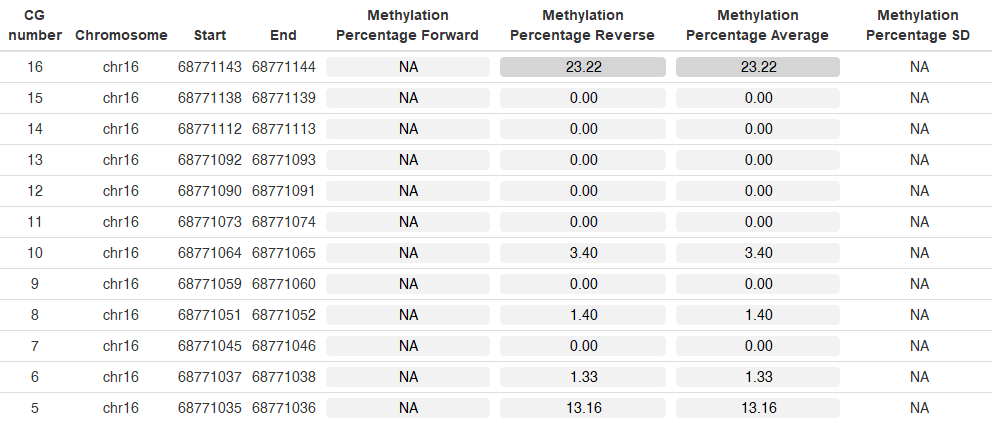 CG number Chromosome Start End Methylation Percentage Forward Methylation Percentage Reverse Methylation Percentage Average Methylation Percentage SD
16 chr16 68771143 68771144 NA 23.22 23.22 NA
15 chr16 68771138 68771139 NA 0.00 0.00 NA
14 chr16 68771112 68771113 NA 0.00 0.00 NA
13 chr16 68771092 68771093 NA 0.00 0.00 NA
12 chr16 68771090 68771091 NA 0.00 0.00 NA
11 chr16 68771073 68771074 NA 0.00 0.00 NA
10 chr16 68771064 68771065 NA 3.40 3.40 NA
9 chr16 68771059 68771060 NA 0.00 0.00 NA
8 chr16 68771051 68771052 NA 1.40 1.40 NA
7 chr16 68771045 68771046 NA 0.00 0.00 NA
6 chr16 68771037 68771038 NA 1.33 1.33 NA
5 chr16 68771035 68771036 NA 13.16 13.16 NA